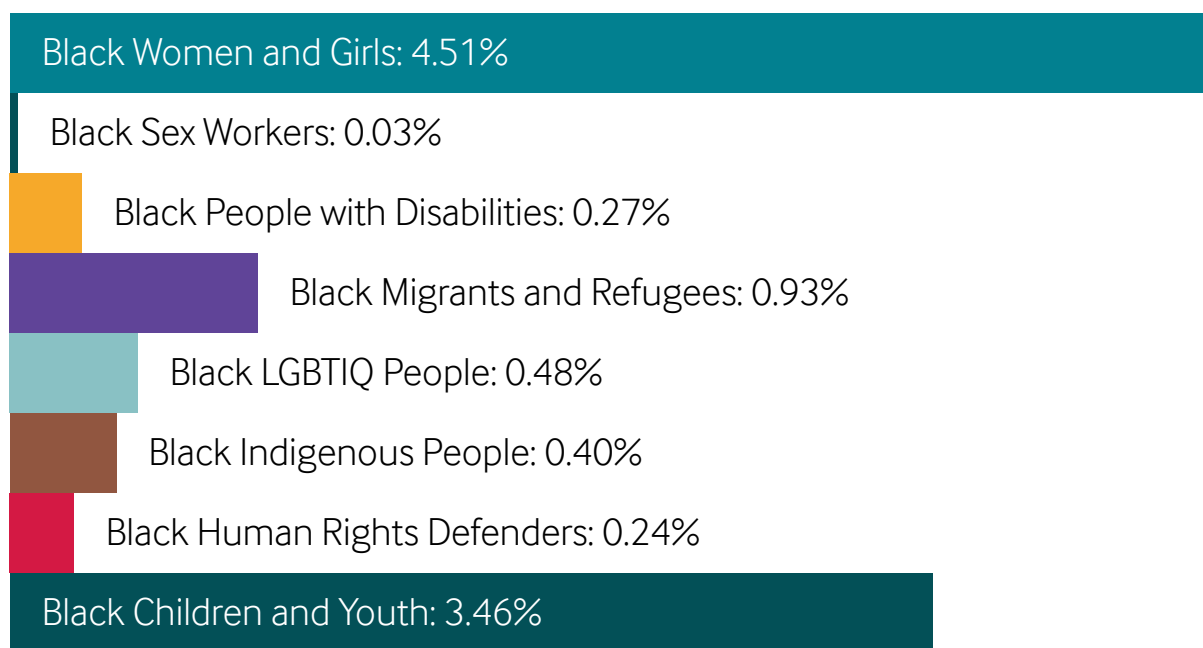 Black Women and Girls: 4.51%
Black Sex Workers: 0.03%
Black People with Disabilities: 0.27%
Black Migrants and Refugees: 0.93%
Black LGBTIQ People: 0.48%
Black Indigenous People: 0.40%
Black Human Rights Defenders: 0.24%
Black Children and Youth: 3.46%